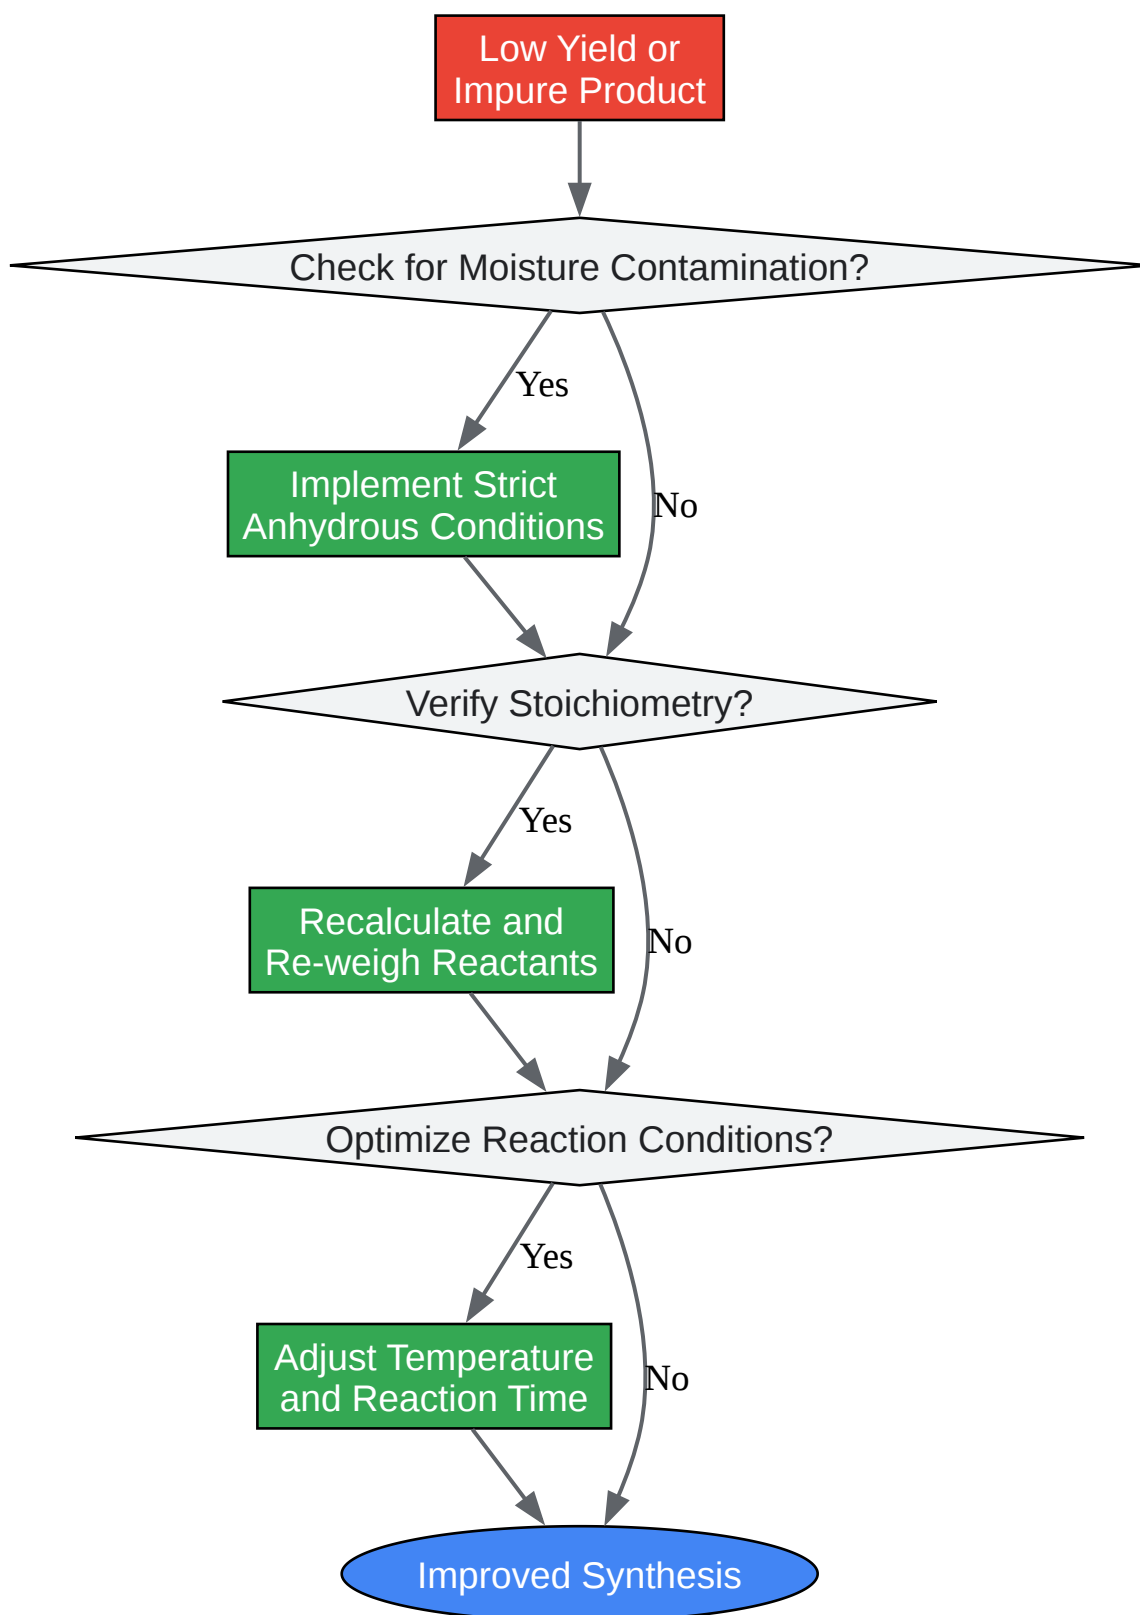 Low Yield or
Impure Product
Check for Moisture Contamination?
Yes
Implement Strict
Anhydrous Conditions
No
Verify Stoichiometry?
Yes
Recalculate and
Re-weigh Reactants
No
Optimize Reaction Conditions?
Yes
Adjust Temperature
and Reaction Time
No
Improved Synthesis